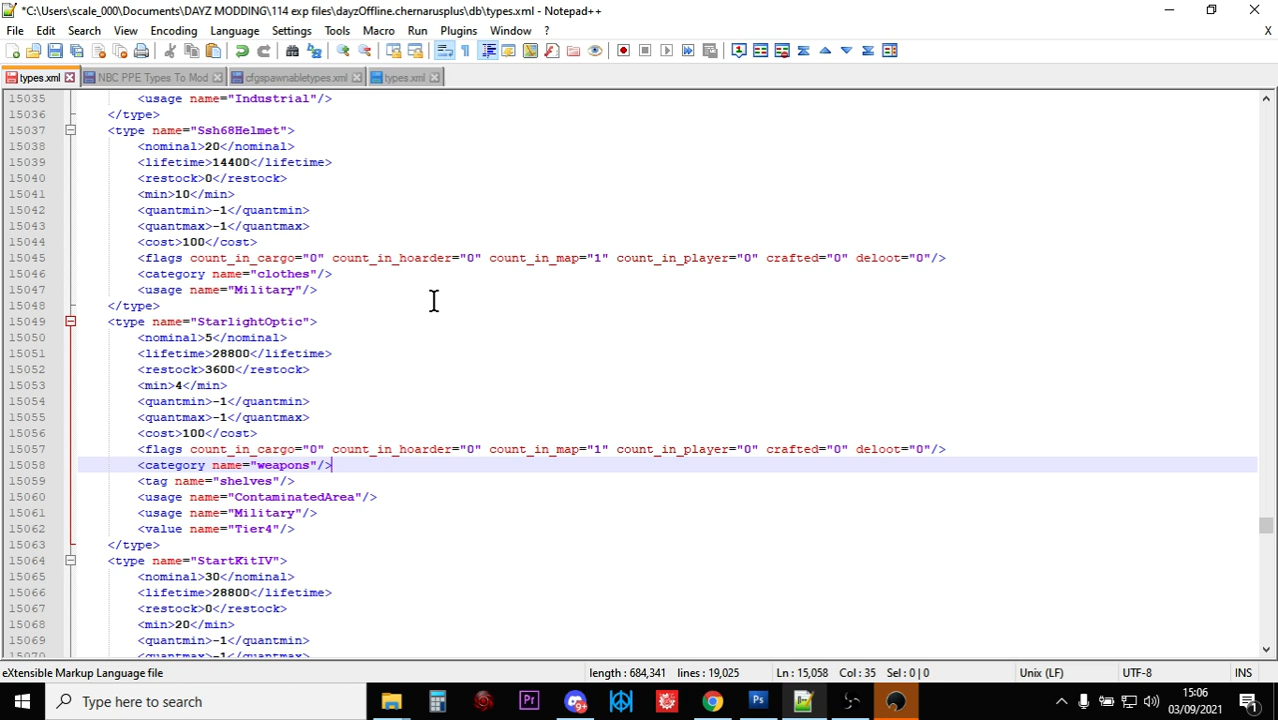 *C:\Users\scale_000\Documents\DAYZ MODDING\114 exp files\dayzOffline.chernarusplus\db\types.xml - Notepad++
File Edit Search View Encoding Language Settings Tools Macro Run Plugins Window ? X
types.xml NBC PPE Types To Mod cfgspawnabletypes.xml types.xml
15035 <usage name="Industrial"/>
15036 </type>
15037 <type name="Ssh68Helmet">
15038 <nominal>20</nominal>
15039 <lifetime>14400</lifetime>
15040 <restock>0</restock>
15041 <min>10</min>
15042 <quantmin>-1</quantmin>
15043 <quantmax>-1</quantmax>
15044 <cost>100</cost>
15045 <flags count_in_cargo="0" count_in_hoarder="0" count_in_map="1" count_in_player="0" crafted="0" deloot="0"/>
15046 <category name="clothes"/>
15047 <usage name="Military"/>
15048 </type>
15049 <type name="StarlightOptic">
15050 <nominal>5</nominal>
15051 <lifetime>28800</lifetime>
15052 <restock>3600</restock>
15053 <min>4</min>
15054 <quantmin>-1</quantmin>
15055 <quantmax>-1</quantmax>
15056 <cost>100</cost>
15057 <flags count_in_cargo="0" count_in_hoarder="0" count_in_map="1" count_in_player="0" crafted="0" deloot="0"/>
15058 <category name="weapons"/>
15059 <tag name="shelves"/>
15060 <usage name="ContaminatedArea"/>
15061 <usage name="Military"/>
15062 <value name="Tier4"/>
15063 </type>
15064 <type name="StartKitIV">
15065 <nominal>30</nominal>
15066 <lifetime>28800</lifetime>
15067 <restock>0</restock>
15068 <min>20</min>
15069 <quantmin>-1</quantmin>
15070 <quantmax>-1</quantmax>
eXtensible Markup Language file length : 684,341 lines : 19,025 Ln : 15,058 Col : 35 Sel : 0 | 0 Unix (LF) UTF-8 INS
Type here to search 15:06
03/09/2021